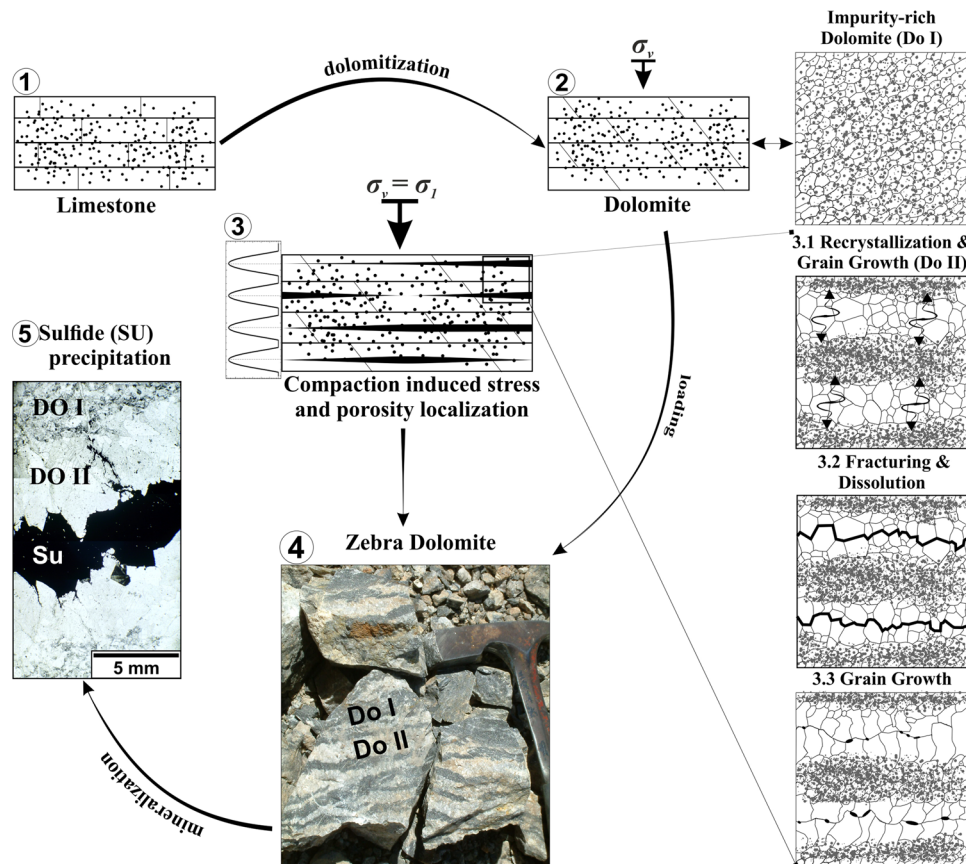 1
Limestone
dolomitization
σv
2
Dolomite
Impurity-rich
Dolomite (Do I)
σv = σ1
3
Compaction induced stress
and porosity localization
loading
3.1 Recrystallization &
Grain Growth (Do II)
3.2 Fracturing &
Dissolution
3.3 Grain Growth
4
Zebra Dolomite
Do I
Do II
mineralization
5 Sulfide (SU)
precipitation
DO I
DO II
Su
5 mm